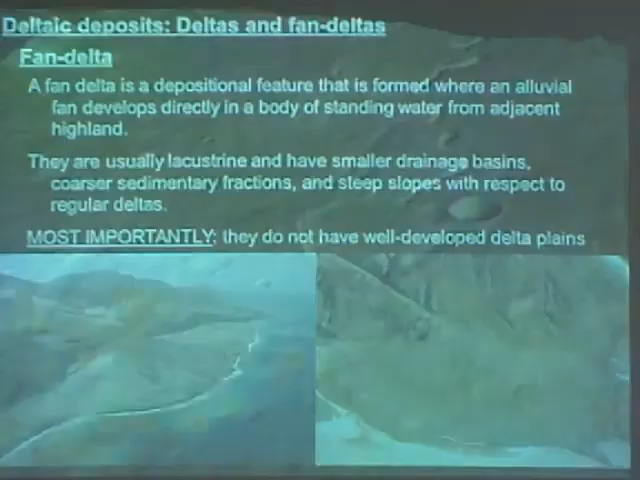 Deltaic deposits: Deltas and fan-deltas
Fan-delta
A fan delta is a depositional feature that is formed where an alluvial
fan develops directly in a body of standing water from adjacent
highland.
They are usually lacustrine and have smaller drainage basins,
coarser sedimentary fractions, and steep slopes with respect to
regular deltas.
MOST IMPORTANTLY: they do not have well-developed delta plains